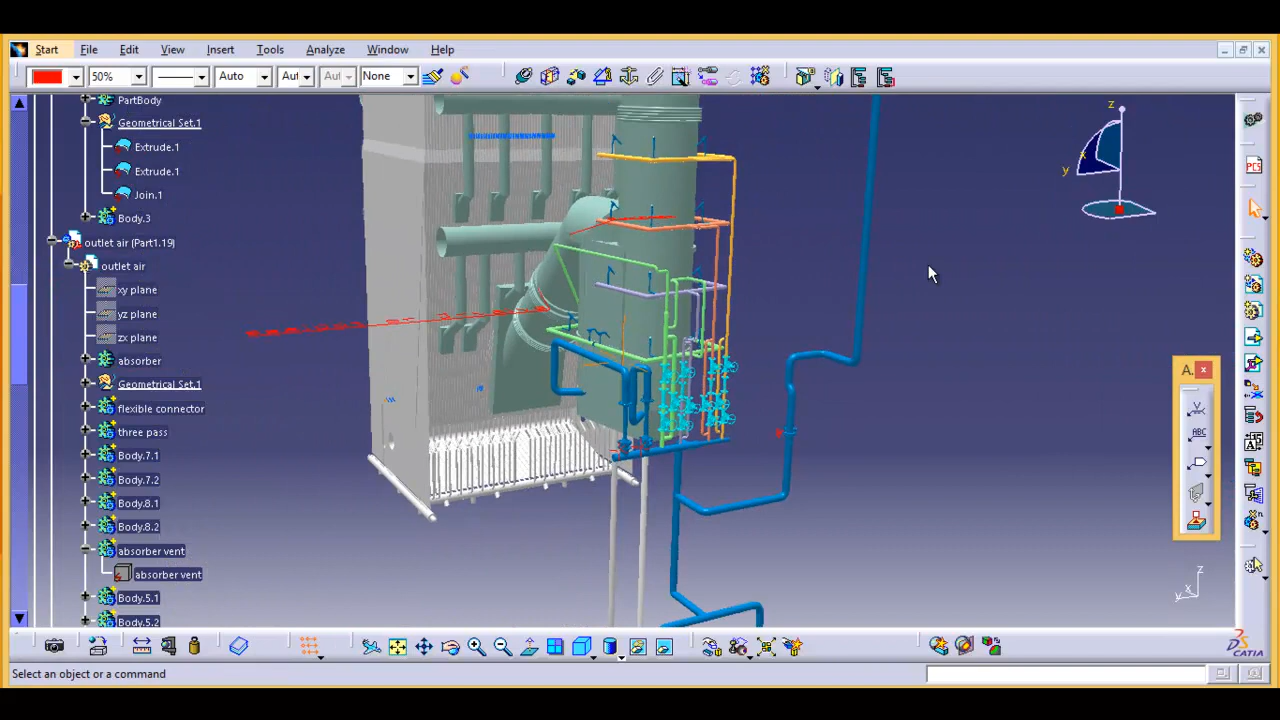 Start File Edit View Insert Tools Analyze Window Help
50% Auto Aut Aut None
PartBody
Geometrical Set.1
Extrude.1
Extrude.1
Join.1
Body.3
outlet air (Part1.19)
outlet air
xy plane
yz plane
zx plane
absorber
Geometrical Set.1
flexible connector
three pass
Body.7.1
Body.7.2
Body.8.1
Body.8.2
absorber vent
absorber vent
Body.5.1
Body.5.2
z
x
y
PCS
A.. x
ABC
z
x
y
CATIA
Select an object or a command